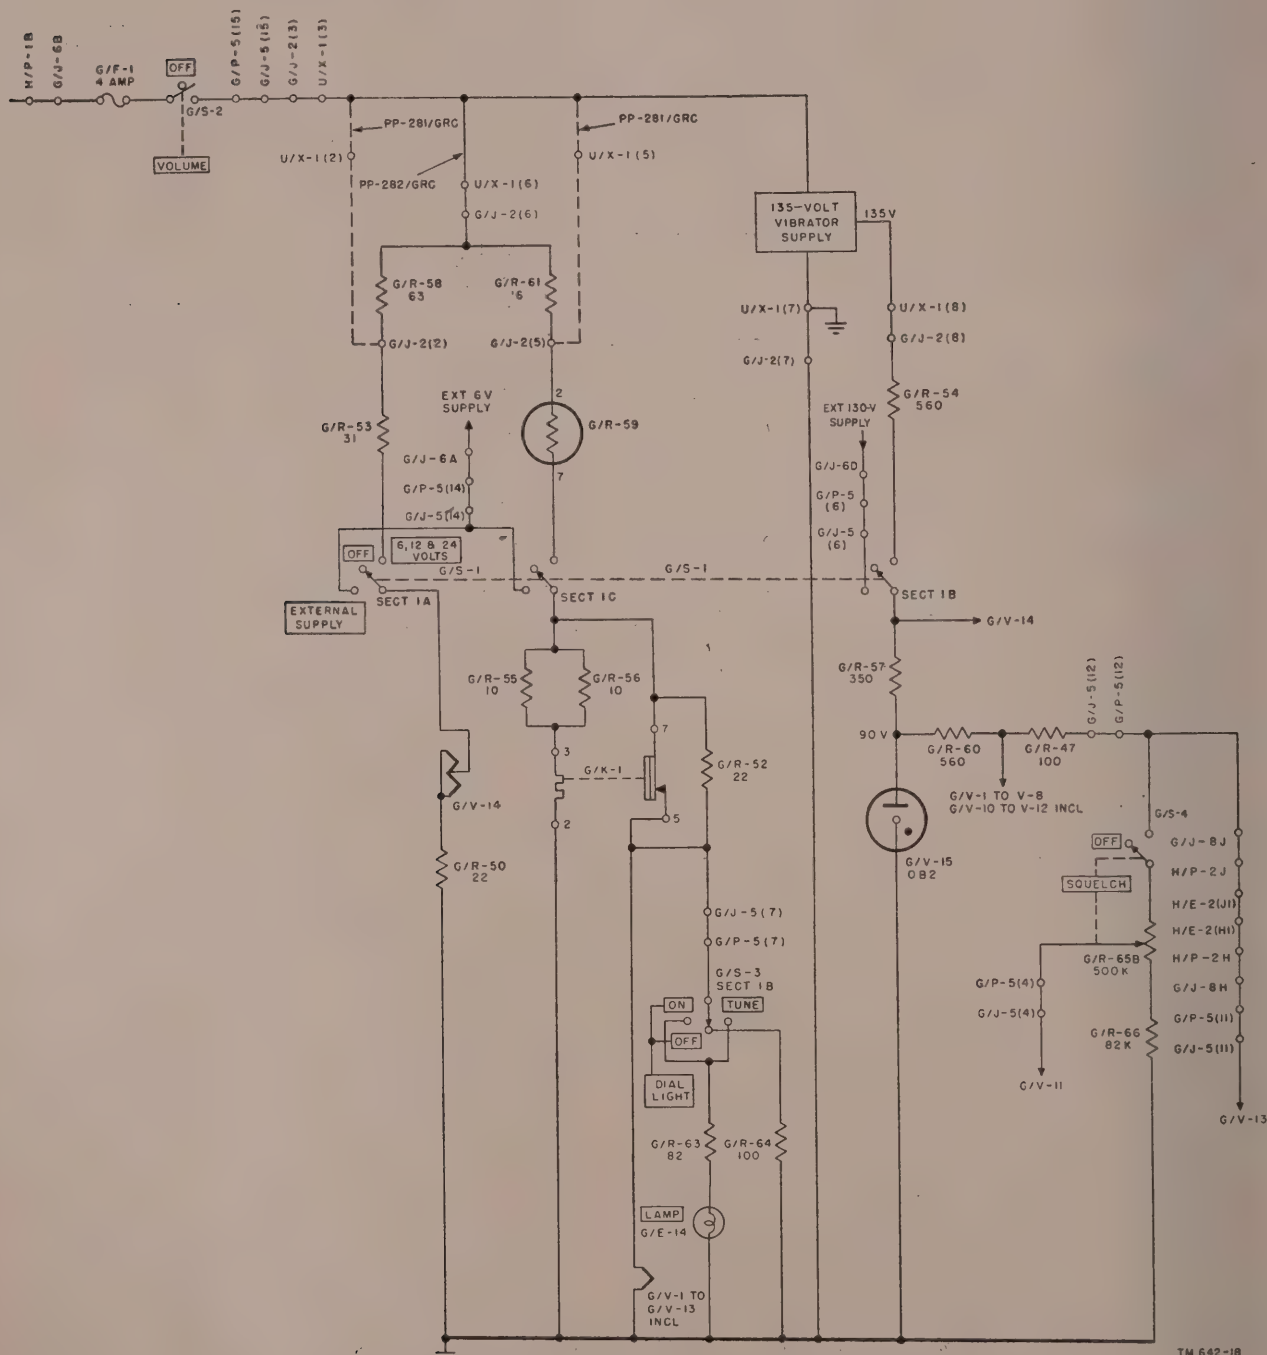 H/P-1B
G/J-6B
G/F-1
4 AMP
OFF
G/S-2
VOLUME
G/P-5(15)
G/J-5(15)
G/J-2(3)
U/X-1(3)
PP-281/GRC
PP-281/GRC
U/X-1(2)
PP-282/GRC
U/X-1(5)
U/X-1(6)
G/J-2(6)
135-VOLT
VIBRATOR
SUPPLY
135V
G/R-58
63
G/R-61
16
U/X-1(7)
U/X-1(8)
G/J-2(2)
G/J-2(5)
G/J-2(7)
G/J-2(8)
EXT 6V
SUPPLY
2
G/R-59
7
G/R-53
31
G/J-6A
G/P-5(14)
G/J-5(14)
EXT 130-V
SUPPLY
G/R-54
560
G/J-6D
G/P-5
(6)
G/J-5
(6)
OFF
6,12 & 24
VOLTS
G/S-1
G/S-1
SECT 1A
SECT 1C
SECT 1B
EXTERNAL
SUPPLY
G/V-14
G/R-55
10
G/R-56
10
G/R-57
350
7
3
G/K-1
G/R-52
22
90 V
G/R-60
560
G/R-47
100
G/J-5(12)
G/P-5(12)
G/V-14
2
5
G/V-1 TO V-8
G/V-10 TO V-12 INCL
G/S-4
G/R-50
22
G/V-15
OB2
OFF
SQUELCH
G/J-8J
H/P-2J
H/E-2(J1)
H/E-2(H1)
H/P-2H
G/J-8H
G/P-5(11)
G/J-5(11)
G/J-5(7)
G/P-5(7)
G/S-3
SECT 1B
ON
TUNE
OFF
DIAL
LIGHT
G/P-5(4)
G/J-5(4)
G/R-65B
500K
G/R-66
82K
G/V-11
G/V-13
G/R-63
82
G/R-64
100
LAMP
G/E-14
G/V-1 TO
G/V-13
INCL
TM 642-18